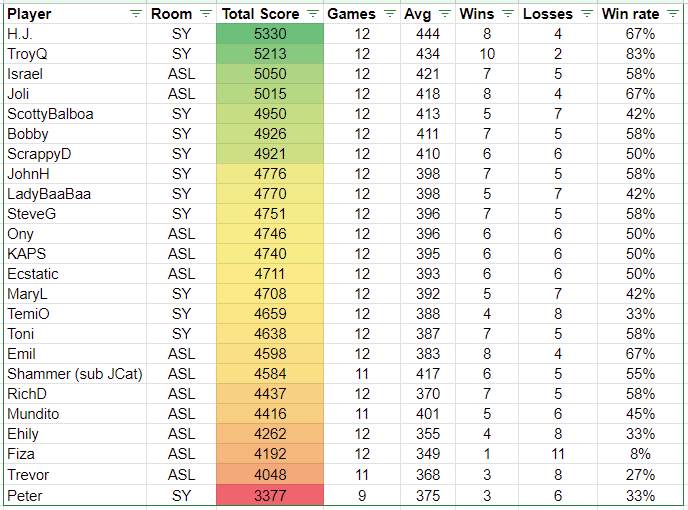 Player Room Total Score Games Avg Wins Losses Win rate
H.J. SY 5330 12 444 8 4 67%
TroyQ SY 5213 12 434 10 2 83%
Israel ASL 5050 12 421 7 5 58%
Joli ASL 5015 12 418 8 4 67%
ScottyBalboa SY 4950 12 413 5 7 42%
Bobby SY 4926 12 411 7 5 58%
ScrappyD SY 4921 12 410 6 6 50%
JohnH SY 4776 12 398 7 5 58%
LadyBaaBaa SY 4770 12 398 5 7 42%
SteveG SY 4751 12 396 7 5 58%
Ony ASL 4746 12 396 6 6 50%
KAPS ASL 4740 12 395 6 6 50%
Ecstatic ASL 4711 12 393 6 6 50%
MaryL SY 4708 12 392 5 7 42%
TemiO SY 4659 12 388 4 8 33%
Toni SY 4638 12 387 7 5 58%
Emil ASL 4598 12 383 8 4 67%
Shammer (sub JCat) ASL 4584 11 417 6 5 55%
RichD ASL 4437 12 370 7 5 58%
Mundito ASL 4416 11 401 5 6 45%
Ehily ASL 4262 12 355 4 8 33%
Fiza ASL 4192 12 349 1 11 8%
Trevor ASL 4048 11 368 3 8 27%
Peter SY 3377 9 375 3 6 33%